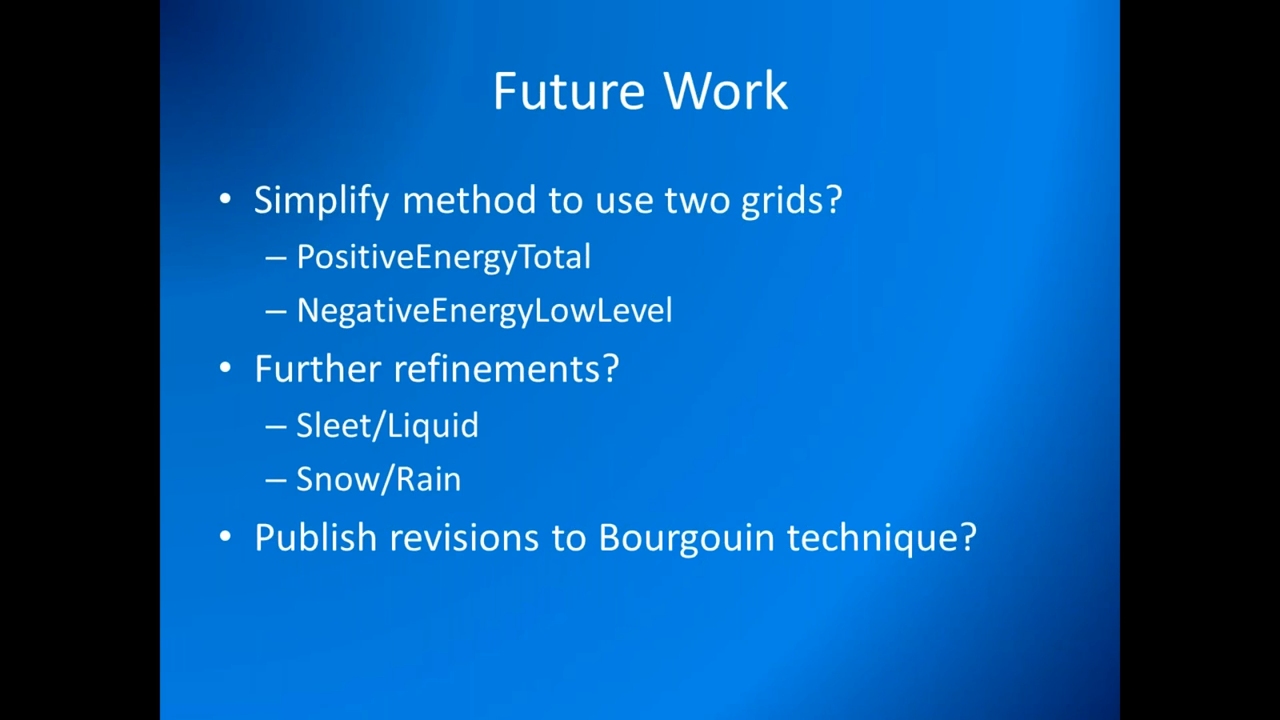 Future Work
• Simplify method to use two grids?
– PositiveEnergyTotal
– NegativeEnergyLowLevel
• Further refinements?
– Sleet/Liquid
– Snow/Rain
• Publish revisions to Bourgouin technique?